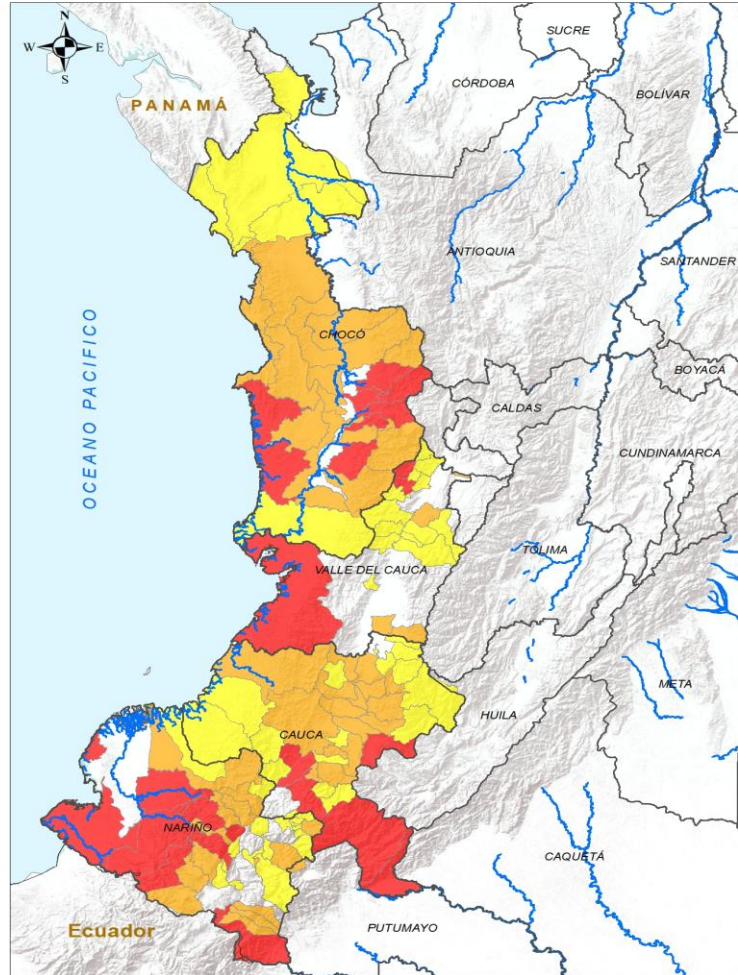 N
W E
S
SUCRE
CÓRDOBA
BOLÍVAR
PANAMÁ
ANTIOQUIA
SANTANDER
CHOCÓ
BOYACÁ
CALDAS
CUNDINAMARCA
OCEANO PACIFICO
TOLIMA
VALLE DEL CAUCA
META
HUILA
CAUCA
NARIÑO
CAQUETÁ
PUTUMAYO
Ecuador